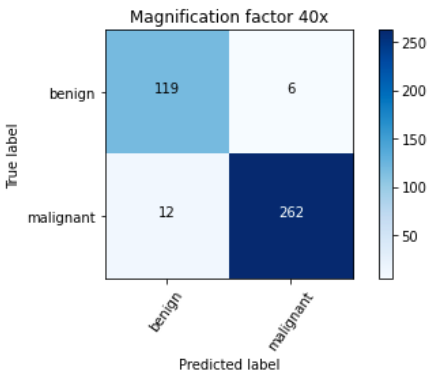 Magnification factor 40x
True label
benign
119
6
malignant
12
262
benign
malignant
Predicted label
250
200
150
100
50